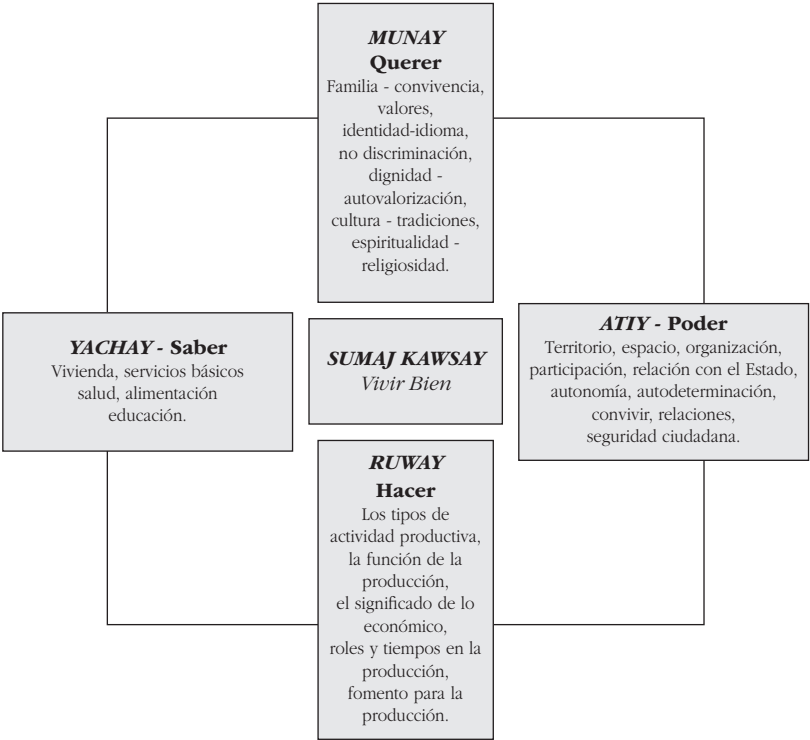 MUNAY
Querer
Familia - convivencia,
valores,
identidad-idioma,
no discriminación,
dignidad -
autovalorización,
cultura - tradiciones,
espiritualidad -
religiosidad.
YACHAY - Saber
Vivienda, servicios básicos
salud, alimentación
educación.
SUMAJ KAWSAY
Vivir Bien
ATIY - Poder
Territorio, espacio, organización,
participación, relación con el Estado,
autonomía, autodeterminación,
convivir, relaciones,
seguridad ciudadana.
RUWAY
Hacer
Los tipos de
actividad productiva,
la función de la
producción,
el significado de lo
económico,
roles y tiempos en la
producción,
fomento para la
producción.